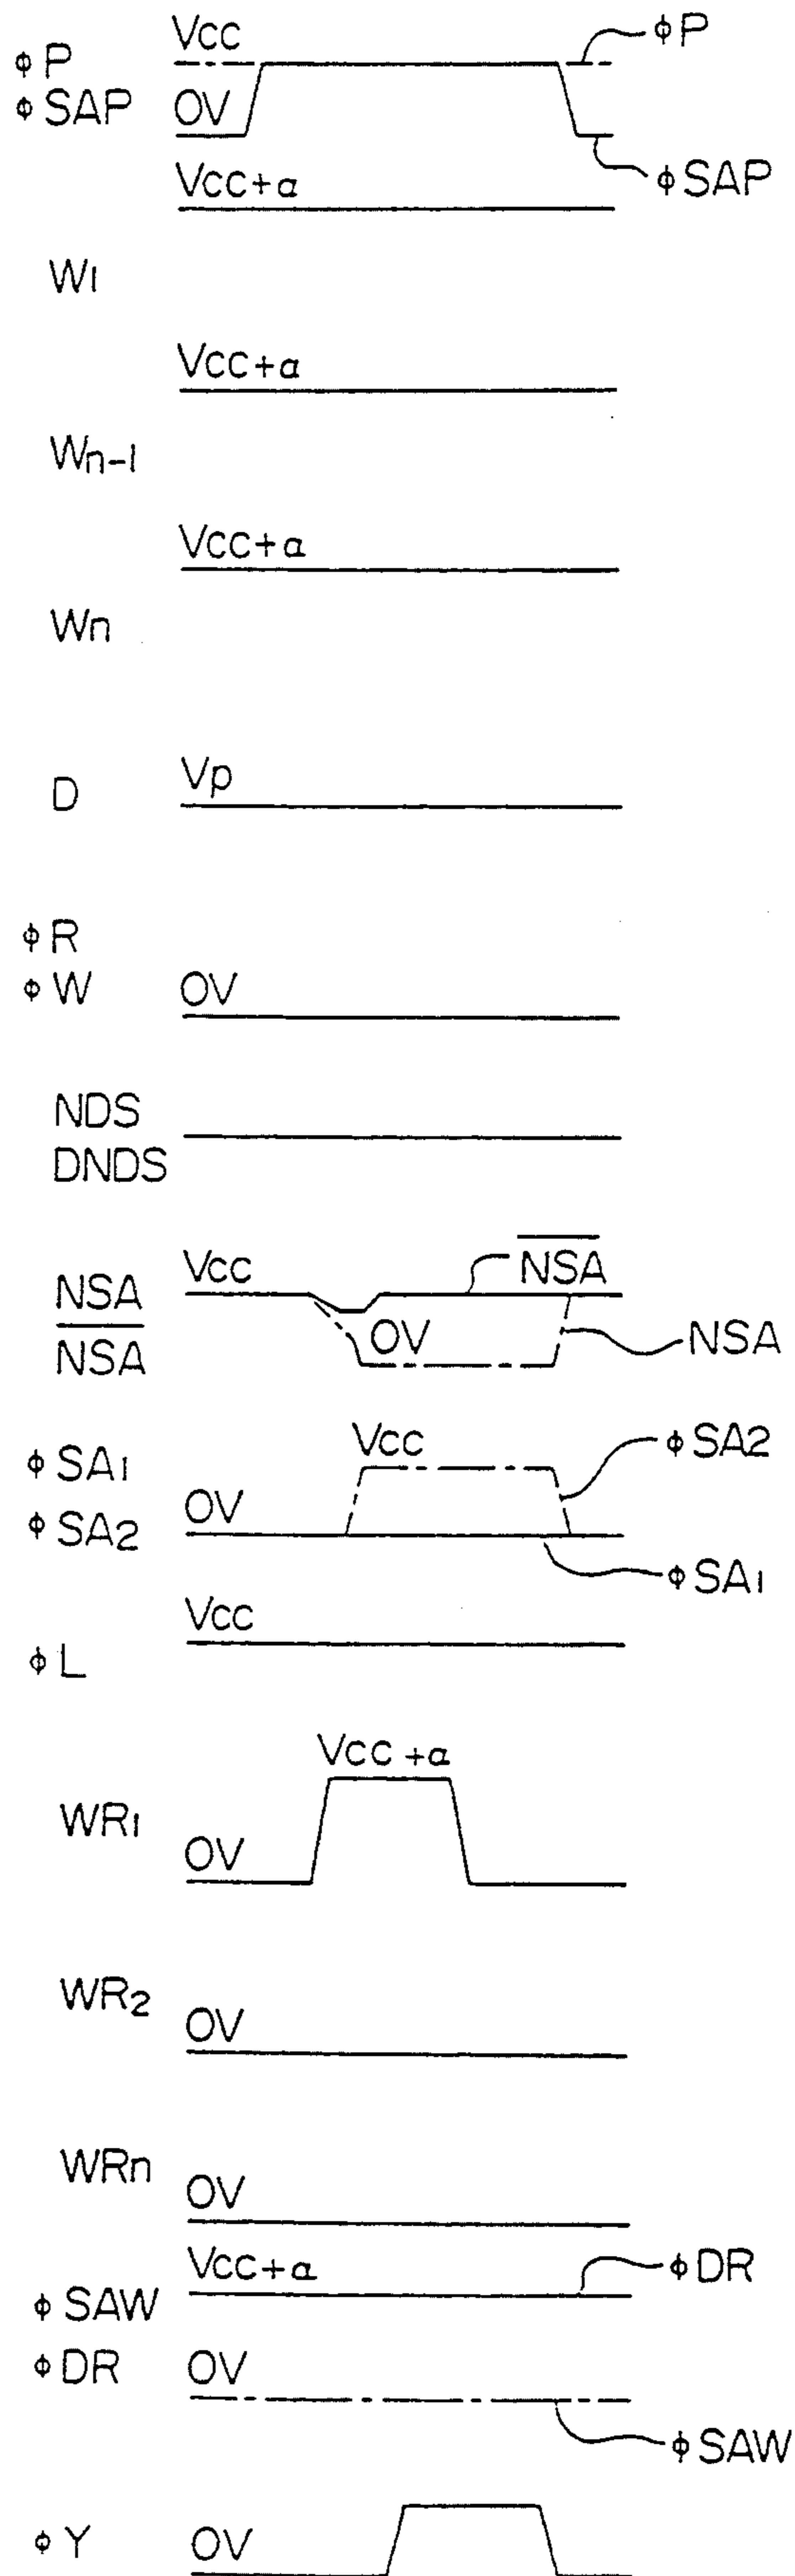 Vcc
ϕP
ϕP
ϕSAP
OV
ϕSAP
Vcc+α
W1
Vcc+α
Wn-1
Vcc+α
Wn
Vp
D
ϕR
ϕW
OV
NDS
DNDS
Vcc
N̅S̅A̅
NSA
OV
N̅S̅A̅
NSA
Vcc
ϕSA2
ϕSA1
OV
ϕSA2
ϕSA1
Vcc
ϕL
Vcc+α
WR1
OV
WR2
OV
WRn
OV
Vcc+α
ϕDR
ϕSAW
ϕDR
OV
ϕSAW
ϕY
OV